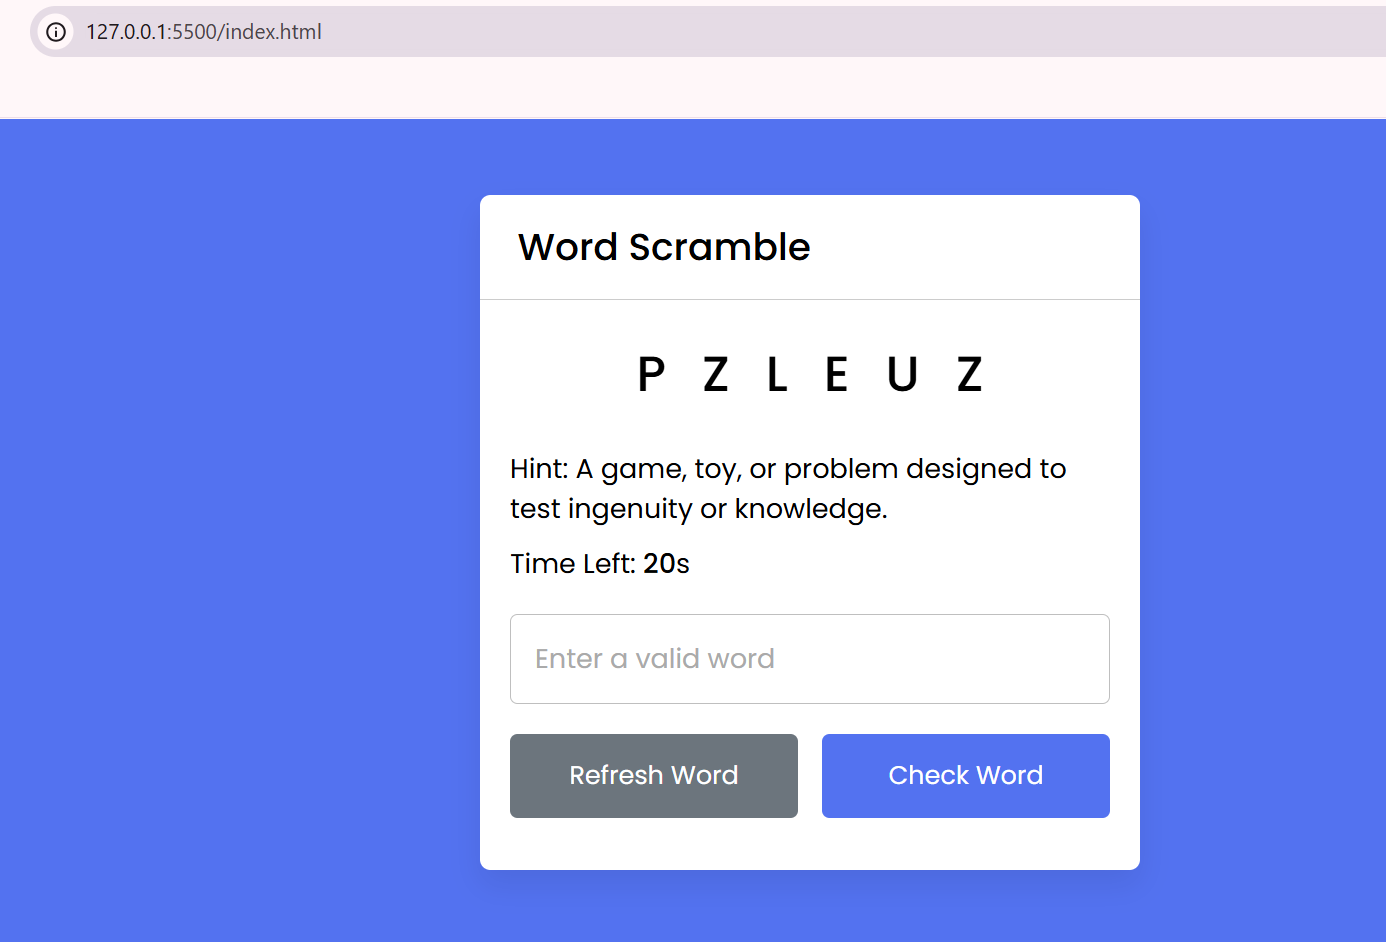 127.0.0.1:5500/index.html
Word Scramble
P Z L E U Z
Hint: A game, toy, or problem designed to
test ingenuity or knowledge.
Time Left: 20s
Enter a valid word
Refresh Word
Check Word